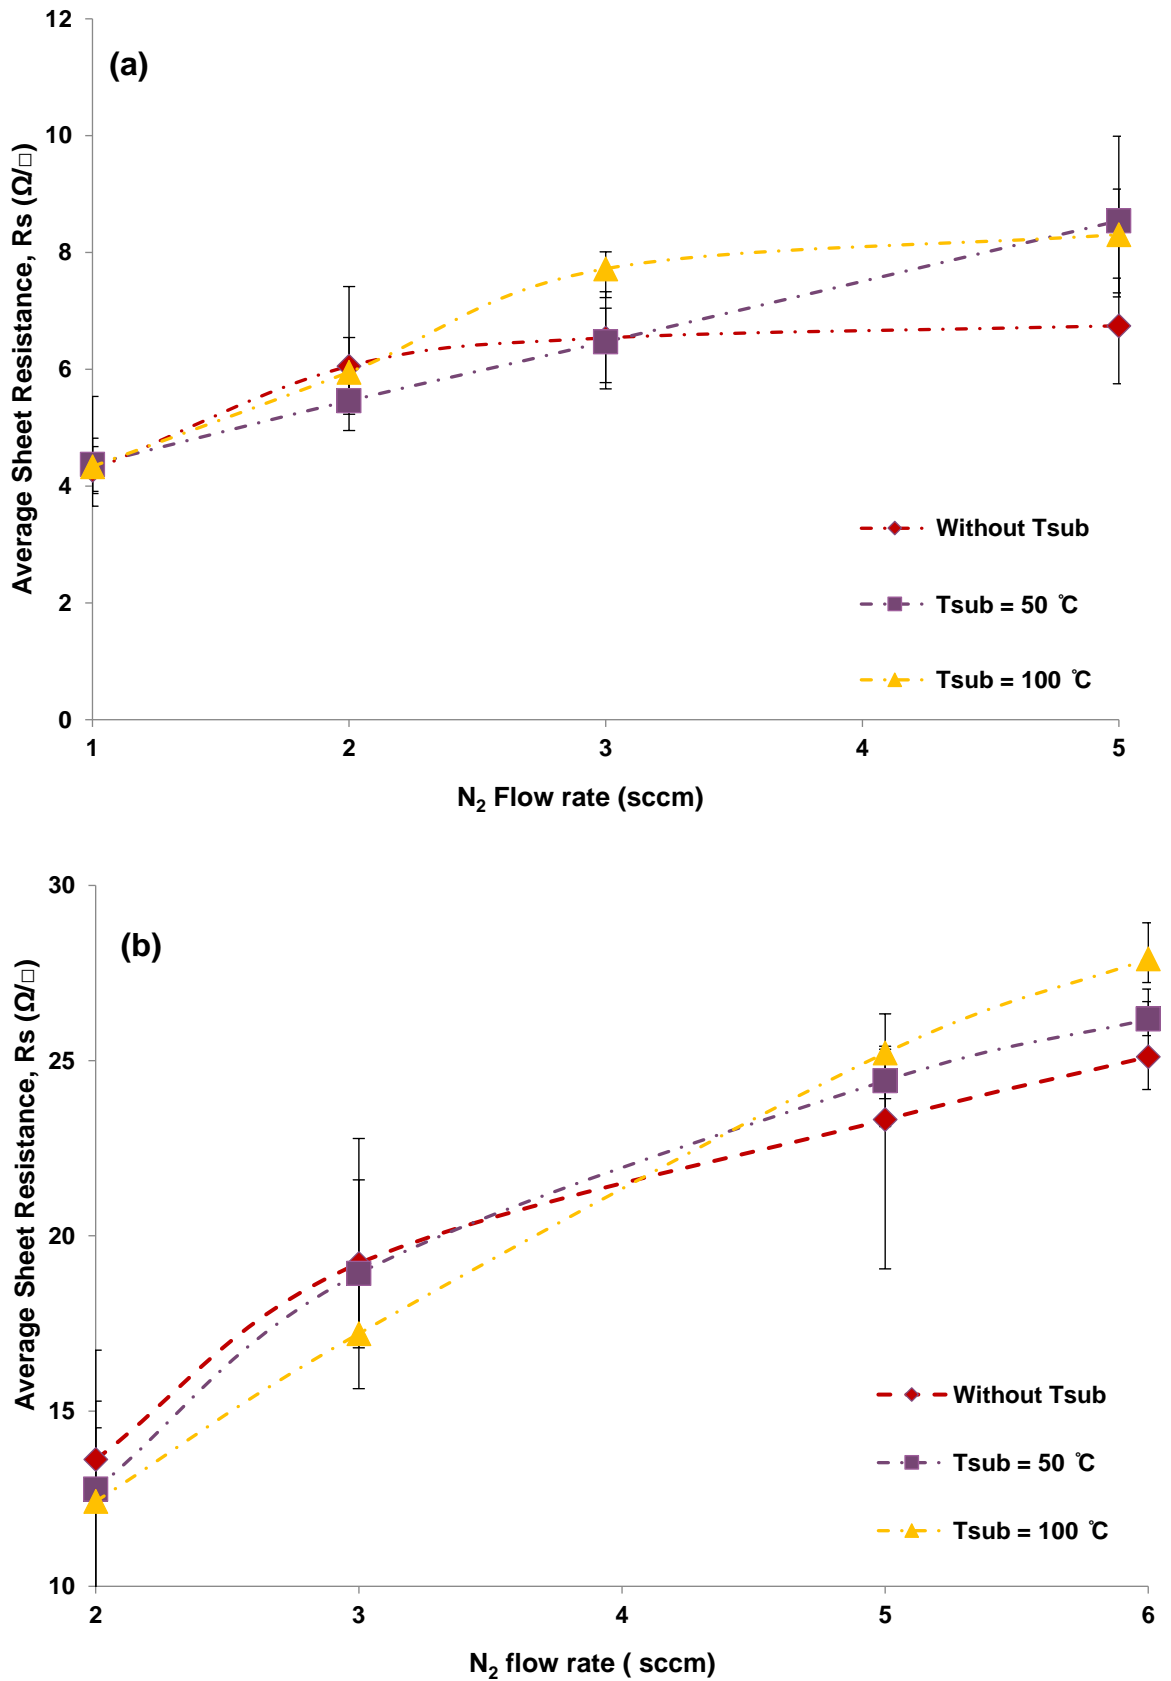 (a)
Average Sheet Resistance, Rs (Ω/□)
12
10
8
6
4
2
0
1 2 3 4 5
N₂ Flow rate (sccm)
Without Tsub
Tsub = 50 ℃
Tsub = 100 ℃
(b)
Average Sheet Resistance, Rs (Ω/□)
30
25
20
15
10
2 3 4 5 6
N₂ flow rate ( sccm)
Without Tsub
Tsub = 50 ℃
Tsub = 100 ℃